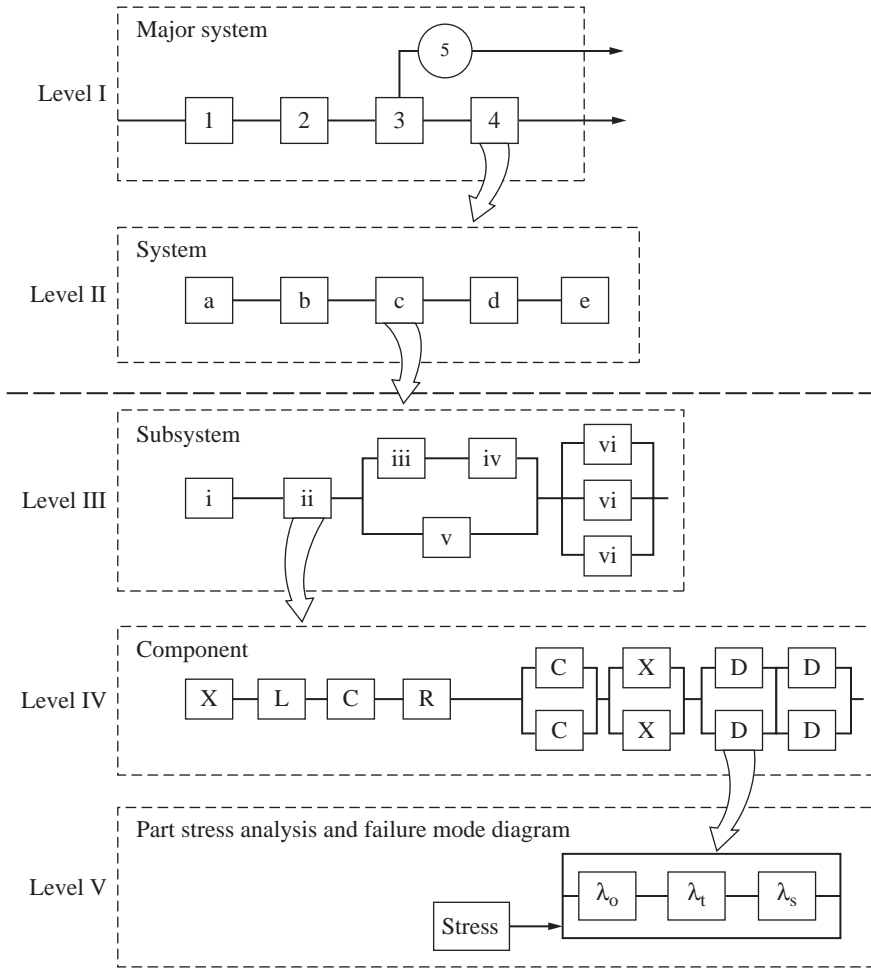 Major system
5
Level I
1 2 3 4
System
Level II
a b c d e
Subsystem
iii iv vi
Level III
i ii vi
v
vi
Component
C X D D
Level IV
X L C R
C X D D
Part stress analysis and failure mode diagram
Level V
λo λt λs
Stress